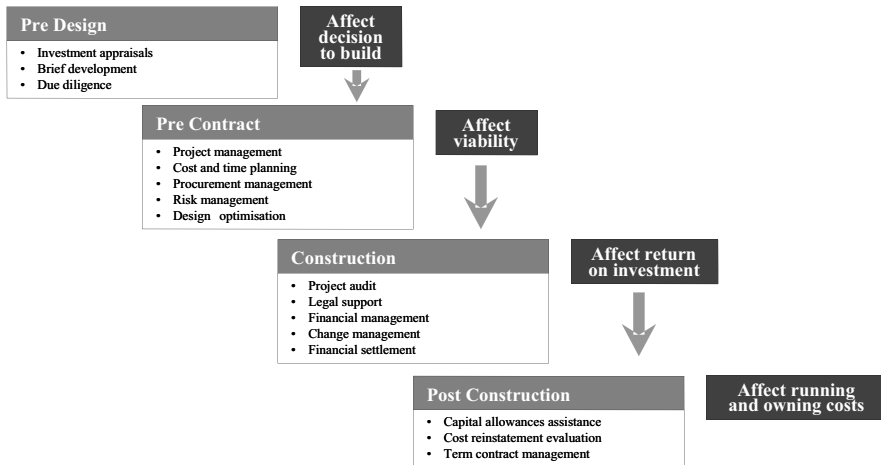 Pre Design
• Investment appraisals
• Brief development
• Due diligence
Affect
decision
to build
Pre Contract
• Project management
• Cost and time planning
• Procurement management
• Risk management
• Design optimisation
Affect
viability
Construction
• Project audit
• Legal support
• Financial management
• Change management
• Financial settlement
Affect return
on investment
Post Construction
• Capital allowances assistance
• Cost reinstatement evaluation
• Term contract management
Affect running
and owning costs